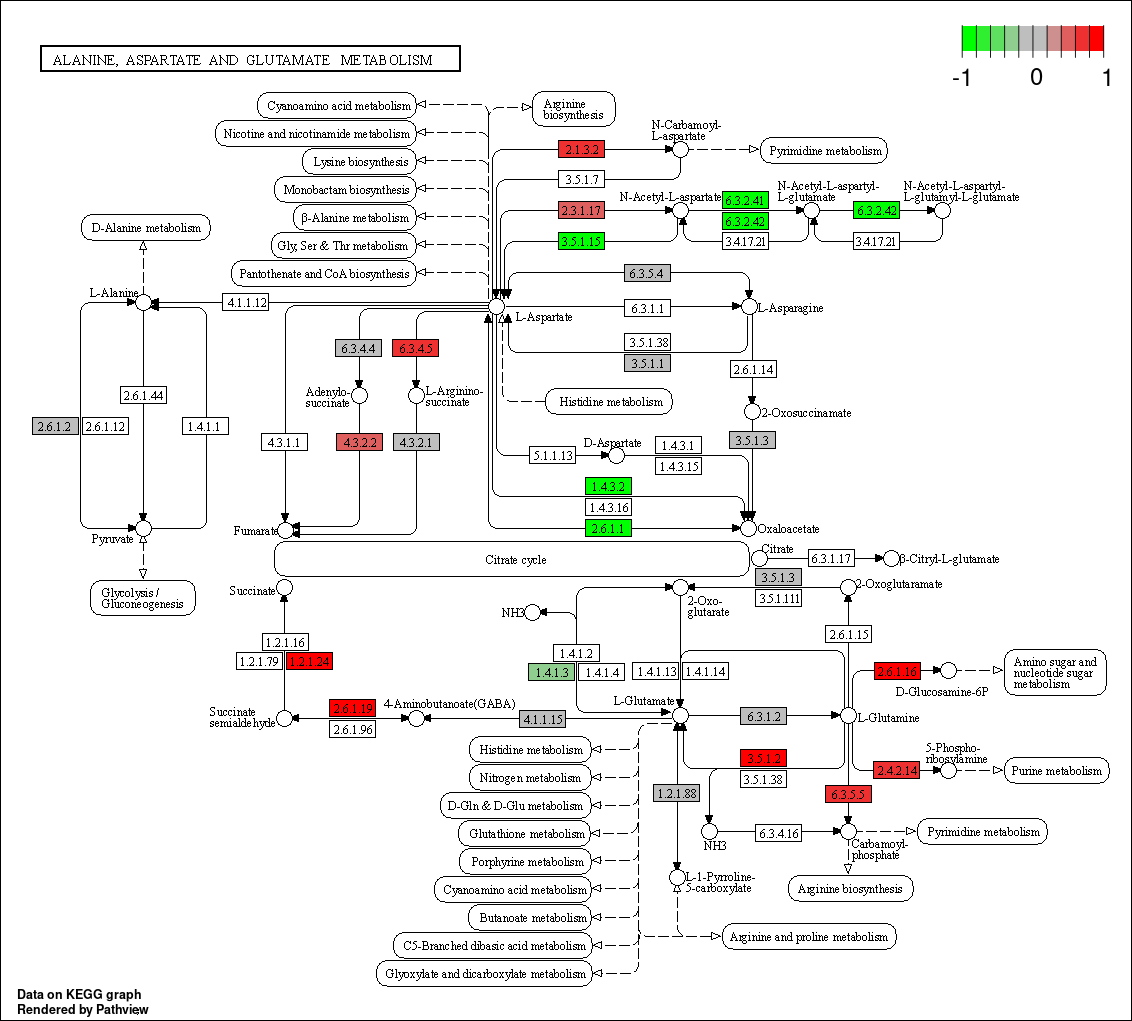 ALANINE, ASPARTATE AND GLUTAMATE METABOLISM
-1
0
1
Cyanoamino acid metabolism
Arginine
biosynthesis
Nicotine and nicotinamide metabolism
N-Carbamoyl-
L-aspartate
2.1.3.2
Pyrimidine metabolism
Lysine biosynthesis
3.5.1.7
Monobactam biosynthesis
N-Acetyl-L-aspartate
6.3.2.41
N-Acetyl-L-aspartyl-
L-glutamate
N-Acetyl-L-aspartyl-
L-glutamyl-L-glutamate
2.3.1.17
6.3.2.42
6.3.2.42
β-Alanine metabolism
D-Alanine metabolism
3.5.1.15
3.4.17.21
3.4.17.21
Gly, Ser & Thr metabolism
Pantothenate and CoA biosynthesis
6.3.5.4
L-Alanine
4.1.1.12
6.3.1.1
L-Asparagine
L-Aspartate
3.5.1.38
6.3.4.4
6.3.4.5
3.5.1.1
2.6.1.14
Adenylo-
succinate
L-Arginino-
succinate
2.6.1.44
Histidine metabolism
2-Oxosuccinamate
2.6.1.2
2.6.1.12
1.4.1.1
4.3.1.1
4.3.2.2
4.3.2.1
D-Aspartate
3.5.1.3
5.1.1.13
1.4.3.1
1.4.3.15
1.4.3.2
1.4.3.16
2.6.1.1
Pyruvate
Fumarate
Oxaloacetate
Citrate cycle
Citrate
6.3.1.17
β-Citryl-L-glutamate
3.5.1.3
3.5.1.111
2-Oxoglutaramate
Glycolysis /
Gluconeogenesis
Succinate
NH3
2-Oxo-
glutarate
1.2.1.16
1.2.1.79
1.2.1.24
1.4.1.2
1.4.1.3
1.4.1.4
1.4.1.13
1.4.1.14
2.6.1.15
2.6.1.16
Amino sugar and
nucleotide sugar
metabolism
D-Glucosamine-6P
Succinate
semialdehyde
2.6.1.19
2.6.1.96
4-Aminobutanoate(GABA)
4.1.1.15
L-Glutamate
6.3.1.2
L-Glutamine
Histidine metabolism
3.5.1.2
3.5.1.38
5-Phospho-
ribosylamine
2.4.2.14
Purine metabolism
Nitrogen metabolism
1.2.1.88
6.3.5.5
D-Gln & D-Glu metabolism
Glutathione metabolism
NH3
6.3.4.16
Carbamoyl-
phosphate
Pyrimidine metabolism
Porphyrine metabolism
L-1-Pyrroline-
5-carboxylate
Arginine biosynthesis
Cyanoamino acid metabolism
Butanoate metabolism
C5-Branched dibasic acid metabolism
Arginine and proline metabolism
Glyoxylate and dicarboxylate metabolism
Data on KEGG graph
Rendered by Pathview